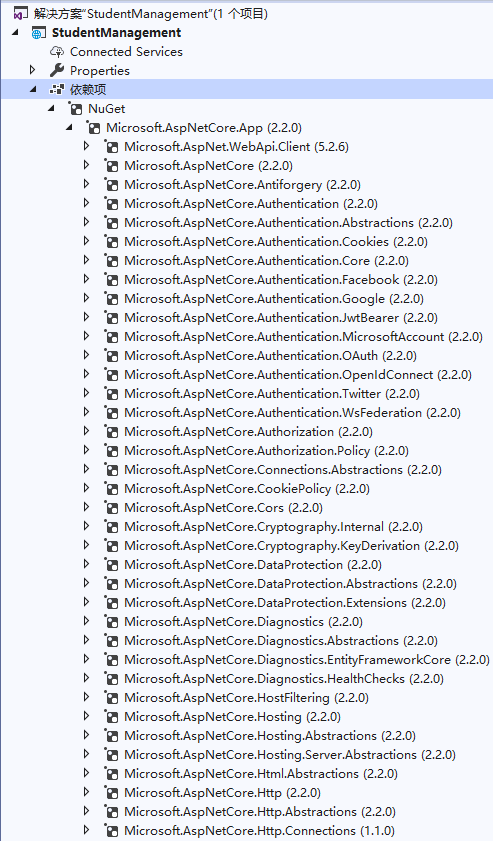 解决方案"StudentManagement"(1 个项目)
StudentManagement
Connected Services
Properties
依赖项
NuGet
Microsoft.AspNetCore.App (2.2.0)
Microsoft.AspNet.WebApi.Client (5.2.6)
Microsoft.AspNetCore (2.2.0)
Microsoft.AspNetCore.Antiforgery (2.2.0)
Microsoft.AspNetCore.Authentication (2.2.0)
Microsoft.AspNetCore.Authentication.Abstractions (2.2.0)
Microsoft.AspNetCore.Authentication.Cookies (2.2.0)
Microsoft.AspNetCore.Authentication.Core (2.2.0)
Microsoft.AspNetCore.Authentication.Facebook (2.2.0)
Microsoft.AspNetCore.Authentication.Google (2.2.0)
Microsoft.AspNetCore.Authentication.JwtBearer (2.2.0)
Microsoft.AspNetCore.Authentication.MicrosoftAccount (2.2.0)
Microsoft.AspNetCore.Authentication.OAuth (2.2.0)
Microsoft.AspNetCore.Authentication.OpenIdConnect (2.2.0)
Microsoft.AspNetCore.Authentication.Twitter (2.2.0)
Microsoft.AspNetCore.Authentication.WsFederation (2.2.0)
Microsoft.AspNetCore.Authorization (2.2.0)
Microsoft.AspNetCore.Authorization.Policy (2.2.0)
Microsoft.AspNetCore.Connections.Abstractions (2.2.0)
Microsoft.AspNetCore.CookiePolicy (2.2.0)
Microsoft.AspNetCore.Cors (2.2.0)
Microsoft.AspNetCore.Cryptography.Internal (2.2.0)
Microsoft.AspNetCore.Cryptography.KeyDerivation (2.2.0)
Microsoft.AspNetCore.DataProtection (2.2.0)
Microsoft.AspNetCore.DataProtection.Abstractions (2.2.0)
Microsoft.AspNetCore.DataProtection.Extensions (2.2.0)
Microsoft.AspNetCore.Diagnostics (2.2.0)
Microsoft.AspNetCore.Diagnostics.Abstractions (2.2.0)
Microsoft.AspNetCore.Diagnostics.EntityFrameworkCore (2.2.0)
Microsoft.AspNetCore.Diagnostics.HealthChecks (2.2.0)
Microsoft.AspNetCore.HostFiltering (2.2.0)
Microsoft.AspNetCore.Hosting (2.2.0)
Microsoft.AspNetCore.Hosting.Abstractions (2.2.0)
Microsoft.AspNetCore.Hosting.Server.Abstractions (2.2.0)
Microsoft.AspNetCore.Html.Abstractions (2.2.0)
Microsoft.AspNetCore.Http (2.2.0)
Microsoft.AspNetCore.Http.Abstractions (2.2.0)
Microsoft.AspNetCore.Http.Connections (1.1.0)